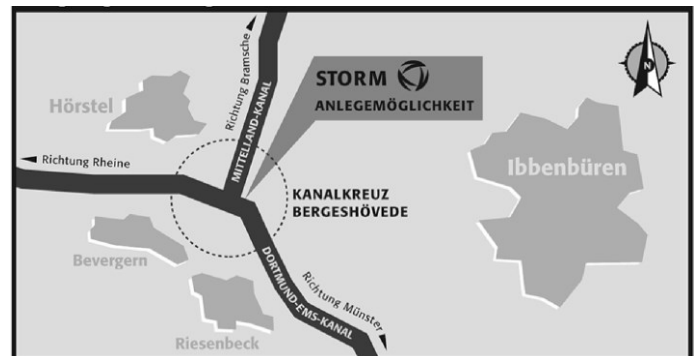 STORM
ANLEGEMÖGLICHKEIT
N
Hörstel
Richtung Bramsche
MITTELLAND-KANAL
Richtung Rheine
Ibbenbüren
KANALKREUZ
BERGESHÖVEDE
Bevergern
DORTMUND-EMS-KANAL
Richtung Münster
Riesenbeck